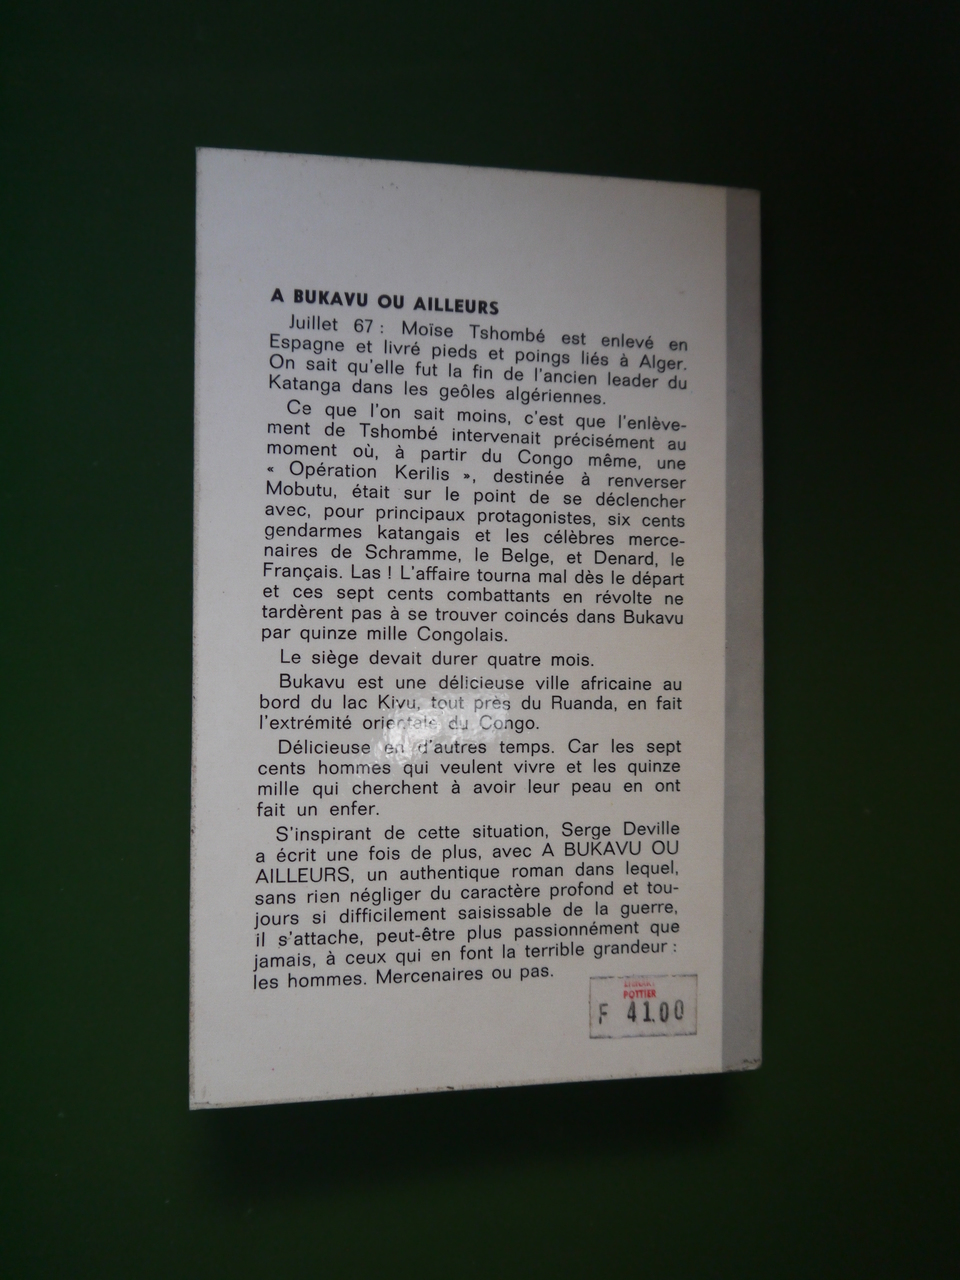 A BUKAVU OU AILLEURS
Juillet 67 : Moïse Tshombé est enlevé en
Espagne et livré pieds et poings liés à Alger.
On sait qu'elle fut la fin de l'ancien leader du
Katanga dans les geôles algériennes.
Ce que l'on sait moins, c'est que l'enlève-
ment de Tshombé intervenait précisément au
moment où, à partir du Congo même, une
« Opération Kerilis », destinée à renverser
Mobutu, était sur le point de se déclencher
avec, pour principaux protagonistes, six cents
gendarmes katangais et les célèbres merce-
naires de Schramme, le Belge, et Denard, le
Français. Las ! L'affaire tourna mal dès le départ
et ces sept cents combattants en révolte ne
tardèrent pas à se trouver coincés dans Bukavu
par quinze mille Congolais.
Le siège devait durer quatre mois.
Bukavu est une délicieuse ville africaine au
bord du lac Kivu, tout près du Ruanda, en fait
l'extrémité orientale du Congo.
Délicieuse en d'autres temps. Car les sept
cents hommes qui veulent vivre et les quinze
mille qui cherchent à avoir leur peau en ont
fait un enfer.
S'inspirant de cette situation, Serge Deville
a écrit une fois de plus, avec A BUKAVU OU
AILLEURS, un authentique roman dans lequel,
sans rien négliger du caractère profond et tou-
jours si difficilement saisissable de la guerre,
il s'attache, peut-être plus passionnément que
jamais, à ceux qui en font la terrible grandeur :
les hommes. Mercenaires ou pas.
POTTIER
F 41.00